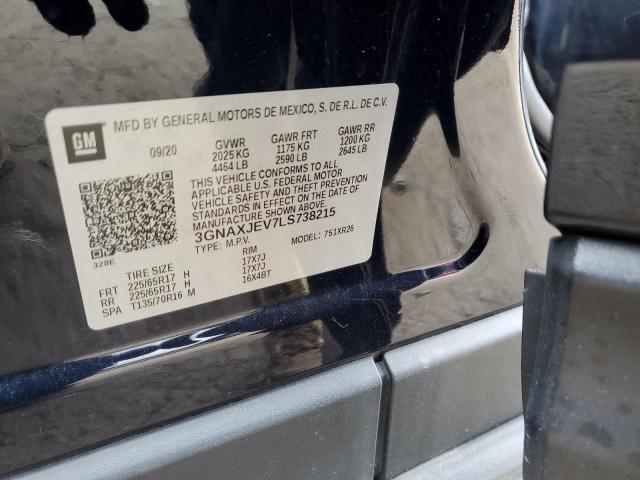 GM
MFD BY GENERAL MOTORS DE MEXICO, S. DE R.L. DE C.V.
09/20 GVWR GAWR FRT GAWR RR
2025 KG 1175 KG 1200 KG
4464 LB 2590 LB 2645 LB
THIS VEHICLE CONFORMS TO ALL
APPLICABLE U.S. FEDERAL MOTOR
VEHICLE SAFETY AND THEFT PREVENTION
STANDARDS IN EFFECT ON THE DATE OF
MANUFACTURE SHOWN ABOVE.
3GNAXJEV7LS738215
TYPE: M.P.V. MODEL: 751XR26
328E
TIRE SIZE RIM
FRT 225/65R17 H 17X7J
RR 225/65R17 H 17X7J
SPA T135/70R16 M 16X4BT